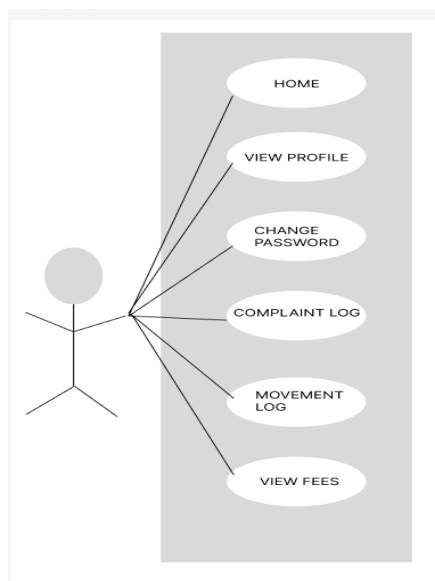 HOME
VIEW PROFILE
CHANGE
PASSWORD
COMPLAINT LOG
MOVEMENT
LOG
VIEW FEES